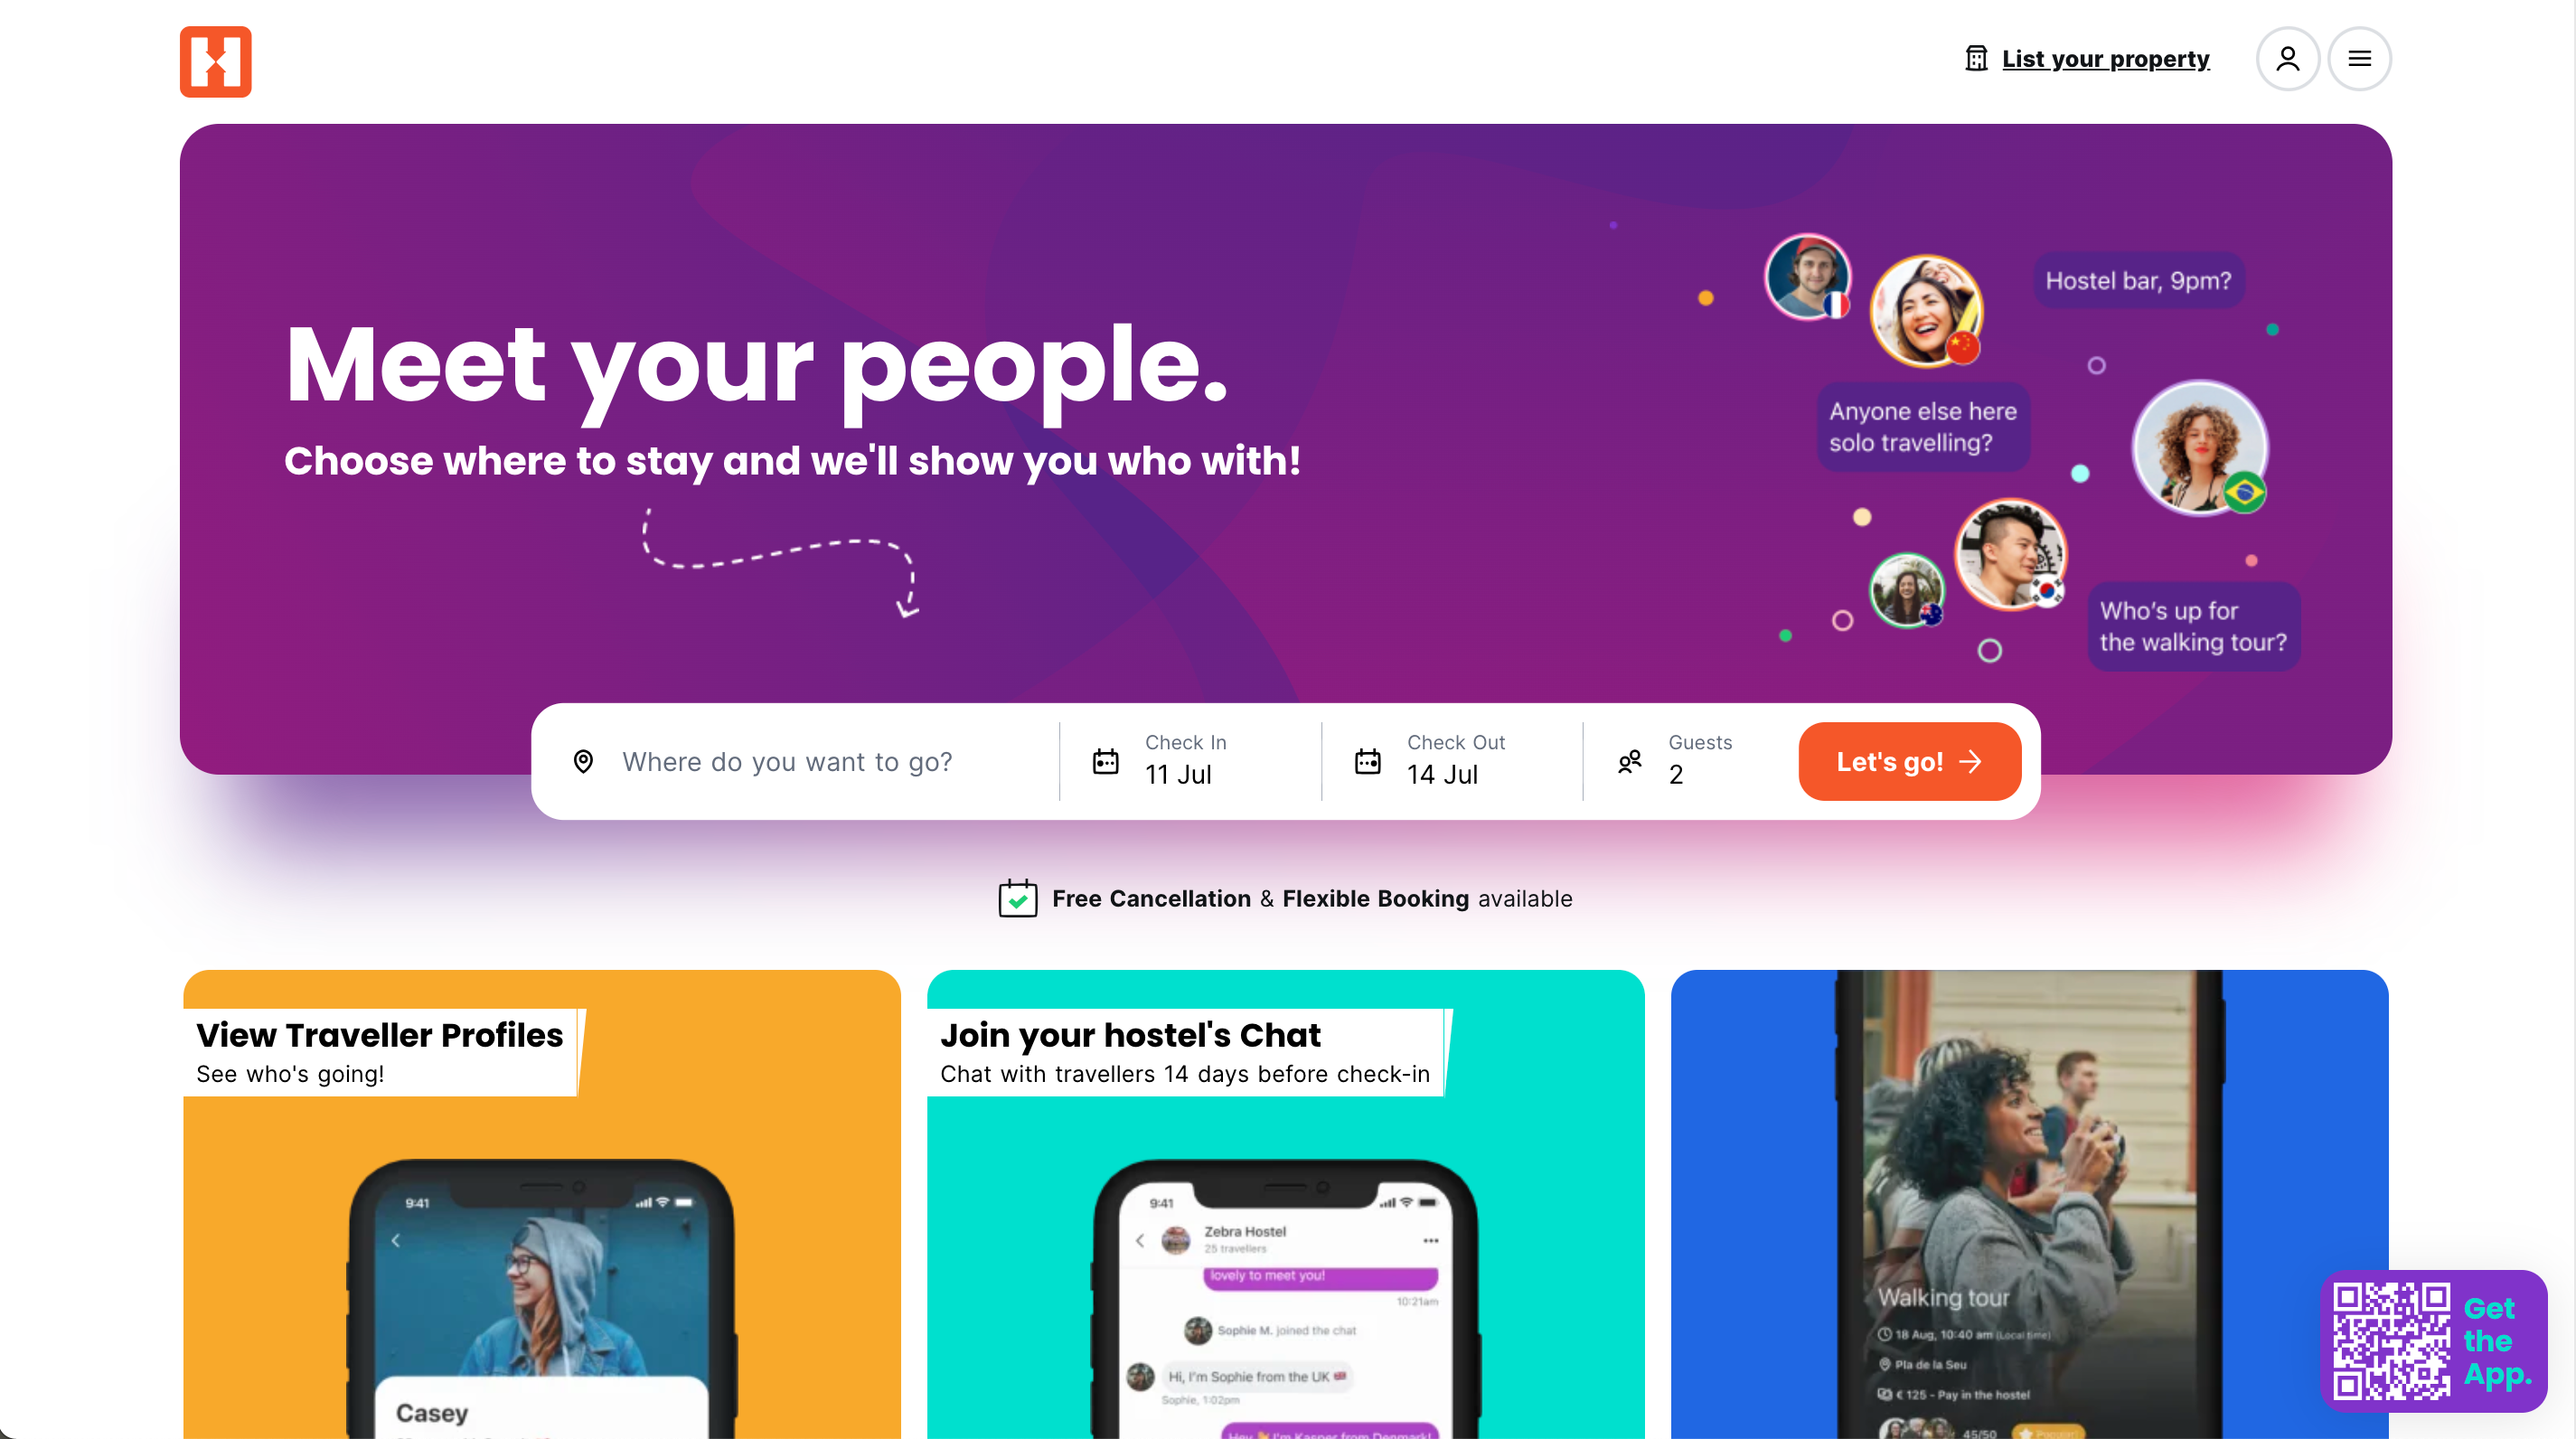 List your property
Meet your people.
Choose where to stay and we'll show you who with!
Hostel bar, 9pm?
Anyone else here
solo travelling?
Who's up for
the walking tour?
Where do you want to go?
Check In
11 Jul
Check Out
14 Jul
Guests
2
Let's go!
Free Cancellation & Flexible Booking available
View Traveller Profiles
See who's going!
9:41
Casey
Join your hostel's Chat
Chat with travellers 14 days before check-in
9:41
Zebra Hostel
25 travellers
lovely to meet you!
10:21am
Sophie M. joined the chat
Hi, I'm Sophie from the UK 🇬🇧
Sophie, 1:02pm
Hey 👋 I'm Kasper from Denmark!
Walking tour
18 Aug, 10:40 am (Local time)
Pla de la Seu
€ 125 - Pay in the hostel
45/50
Popular!
Get
the
App.